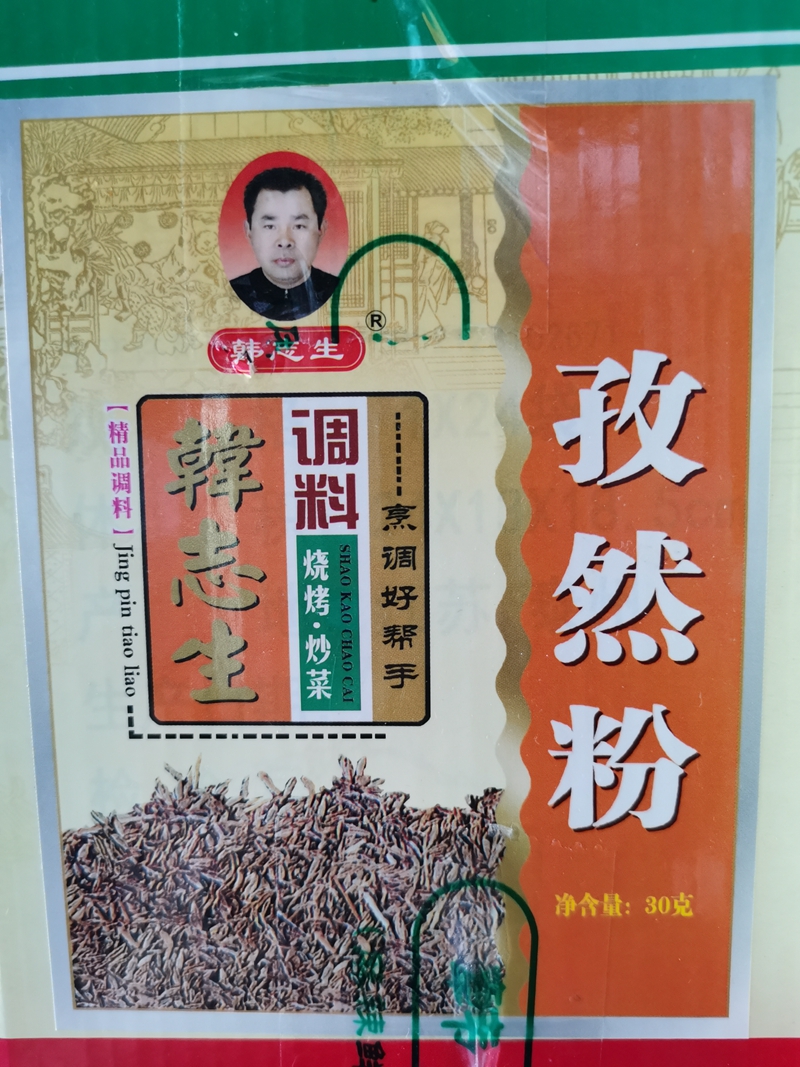 韩志生
®
【精品调料】
Jing pin tiao liao
韓志生
调料
烧烤·炒菜
SHAO KAO CHAO CAI
烹调好帮手
孜然粉
净含量：30克